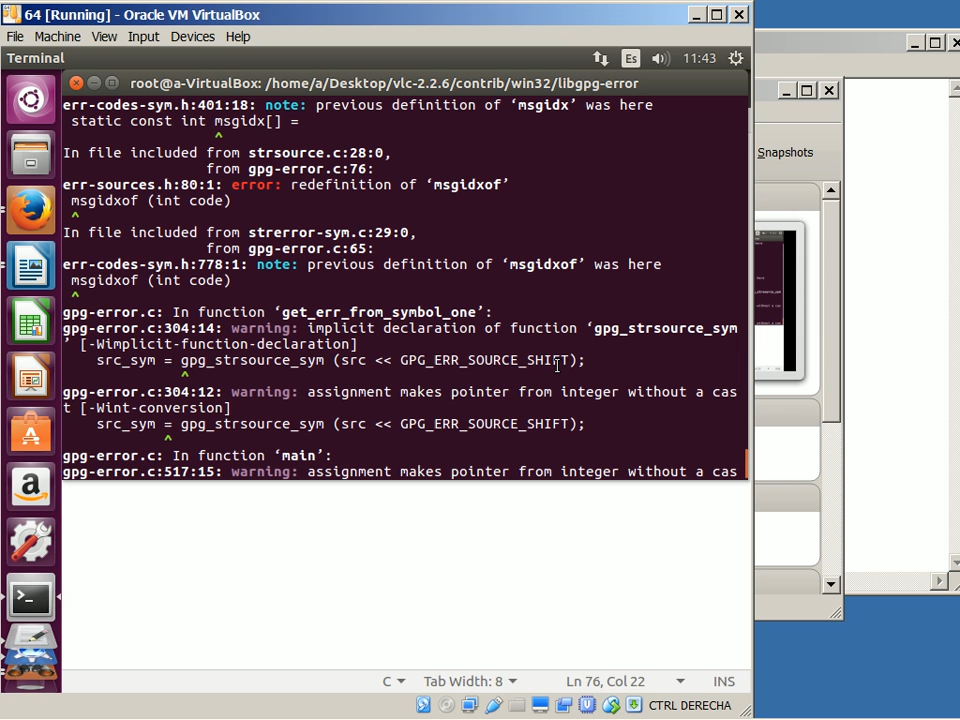 64 [Running] - Oracle VM VirtualBox
File Machine View Input Devices Help
Terminal
Es
11:43
root@a-VirtualBox: /home/a/Desktop/vlc-2.2.6/contrib/win32/libgpg-error
err-codes-sym.h:401:18: note: previous definition of ‘msgidx’ was here
static const int msgidx[] =
^
In file included from strsource.c:28:0,
from gpg-error.c:76:
err-sources.h:80:1: error: redefinition of ‘msgidxof’
msgidxof (int code)
^
In file included from strerror-sym.c:29:0,
from gpg-error.c:65:
err-codes-sym.h:778:1: note: previous definition of ‘msgidxof’ was here
msgidxof (int code)
^
gpg-error.c: In function ‘get_err_from_symbol_one’:
gpg-error.c:304:14: warning: implicit declaration of function ‘gpg_strsource_sym
’ [-Wimplicit-function-declaration]
src_sym = gpg_strsource_sym (src << GPG_ERR_SOURCE_SHIFT);
^
gpg-error.c:304:12: warning: assignment makes pointer from integer without a cas
t [-Wint-conversion]
src_sym = gpg_strsource_sym (src << GPG_ERR_SOURCE_SHIFT);
^
gpg-error.c: In function ‘main’:
gpg-error.c:517:15: warning: assignment makes pointer from integer without a cas
Snapshots
C
Tab Width: 8
Ln 76, Col 22
INS
CTRL DERECHA